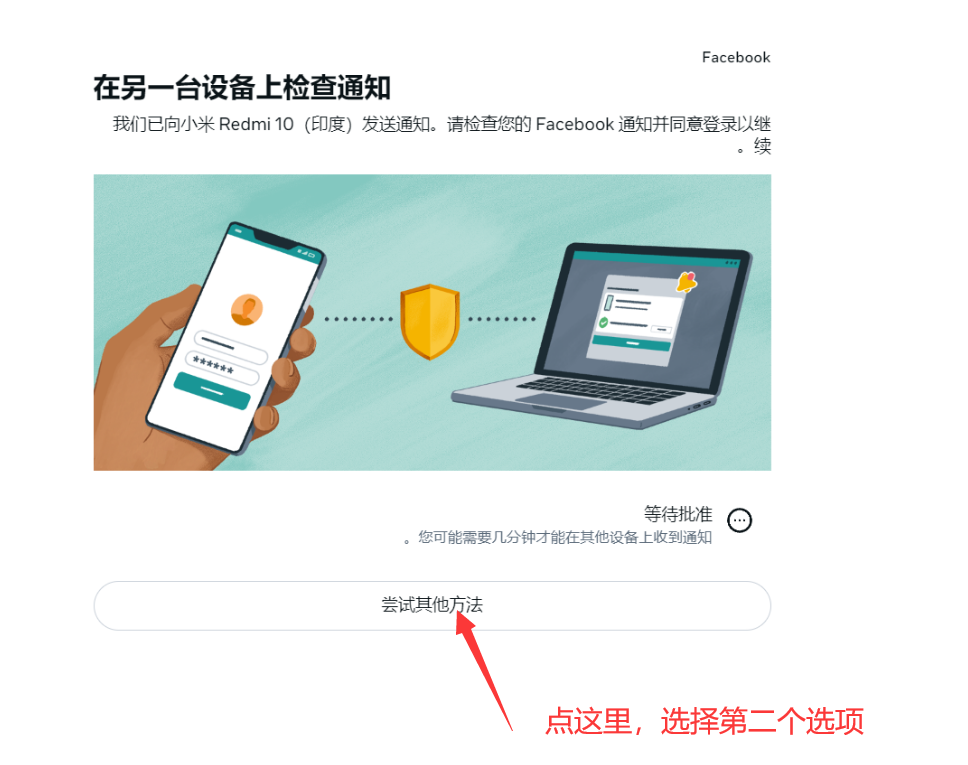 Facebook
在另一台设备上检查通知
我们已向小米 Redmi 10（印度）发送通知。请检查您的 Facebook 通知并同意登录以继
续。
******
等待批准
您可能需要几分钟才能在其他设备上收到通知。
尝试其他方法
点这里，选择第二个选项